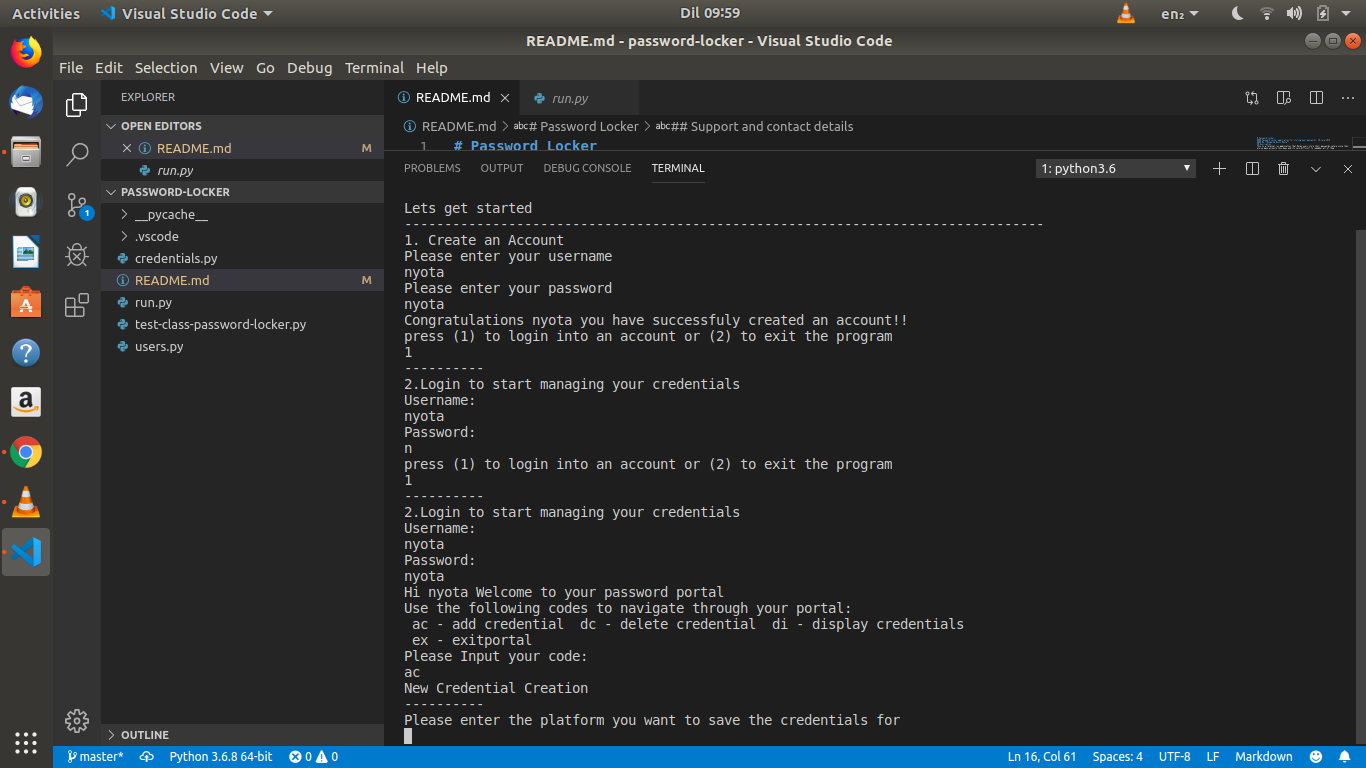 Activities
Visual Studio Code
Dil 09:59
en₂
README.md - password-locker - Visual Studio Code
File Edit Selection View Go Debug Terminal Help
EXPLORER
OPEN EDITORS
README.md M
run.py
PASSWORD-LOCKER
__pycache__
.vscode
credentials.py
README.md M
run.py
test-class-password-locker.py
users.py
OUTLINE
1
README.md
run.py
README.md > abc # Password Locker > abc ## Support and contact details
1 # Password Locker
PROBLEMS OUTPUT DEBUG CONSOLE TERMINAL
1: python3.6
Lets get started
--------------------------------------------------------------------------------
1. Create an Account
Please enter your username
nyota
Please enter your password
nyota
Congratulations nyota you have successfuly created an account!!
press (1) to login into an account or (2) to exit the program
1
----------
2.Login to start managing your credentials
Username:
nyota
Password:
n
press (1) to login into an account or (2) to exit the program
1
----------
2.Login to start managing your credentials
Username:
nyota
Password:
nyota
Hi nyota Welcome to your password portal
Use the following codes to navigate through your portal:
ac - add credential  dc - delete credential  di - display credentials
ex - exitportal
Please Input your code:
ac
New Credential Creation
----------
Please enter the platform you want to save the credentials for
master*
Python 3.6.8 64-bit
0
0
Ln 16, Col 61
Spaces: 4
UTF-8
LF
Markdown